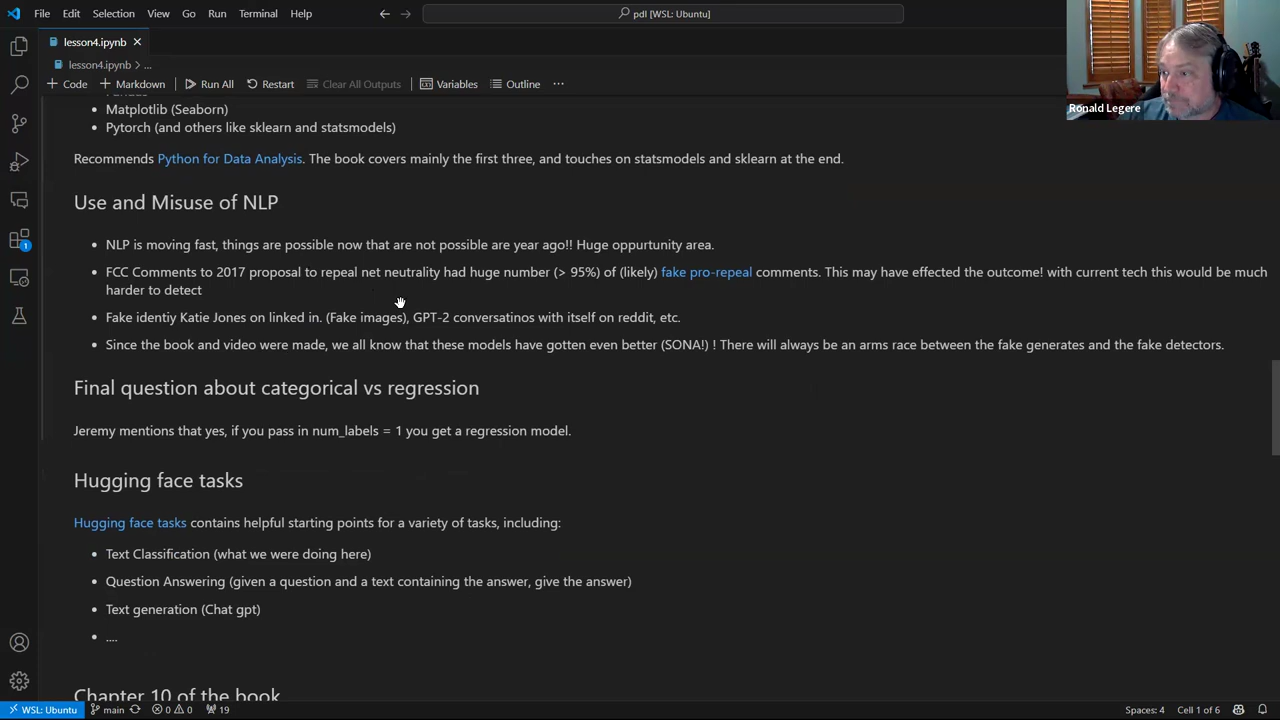 File Edit Selection View Go Run Terminal Help
pdl [WSL: Ubuntu]
lesson4.ipynb
lesson4.ipynb > ...
+ Code + Markdown Run All Restart Clear All Outputs Variables Outline ...
Ronald Legere
• Matplotlib (Seaborn)
• Pytorch (and others like sklearn and statsmodels)
Recommends Python for Data Analysis. The book covers mainly the first three, and touches on statsmodels and sklearn at the end.
Use and Misuse of NLP
• NLP is moving fast, things are possible now that are not possible are year ago!! Huge oppurtunity area.
• FCC Comments to 2017 proposal to repeal net neutrality had huge number (> 95%) of (likely) fake pro-repeal comments. This may have effected the outcome! with current tech this would be much
harder to detect
• Fake identiy Katie Jones on linked in. (Fake images), GPT-2 conversatinos with itself on reddit, etc.
• Since the book and video were made, we all know that these models have gotten even better (SONA!) ! There will always be an arms race between the fake generates and the fake detectors.
Final question about categorical vs regression
Jeremy mentions that yes, if you pass in num_labels = 1 you get a regression model.
Hugging face tasks
Hugging face tasks contains helpful starting points for a variety of tasks, including:
• Text Classification (what we were doing here)
• Question Answering (given a question and a text containing the answer, give the answer)
• Text generation (Chat gpt)
• ....
Chapter 10 of the book
1
WSL: Ubuntu main 0 0 19 Spaces: 4 Cell 1 of 6